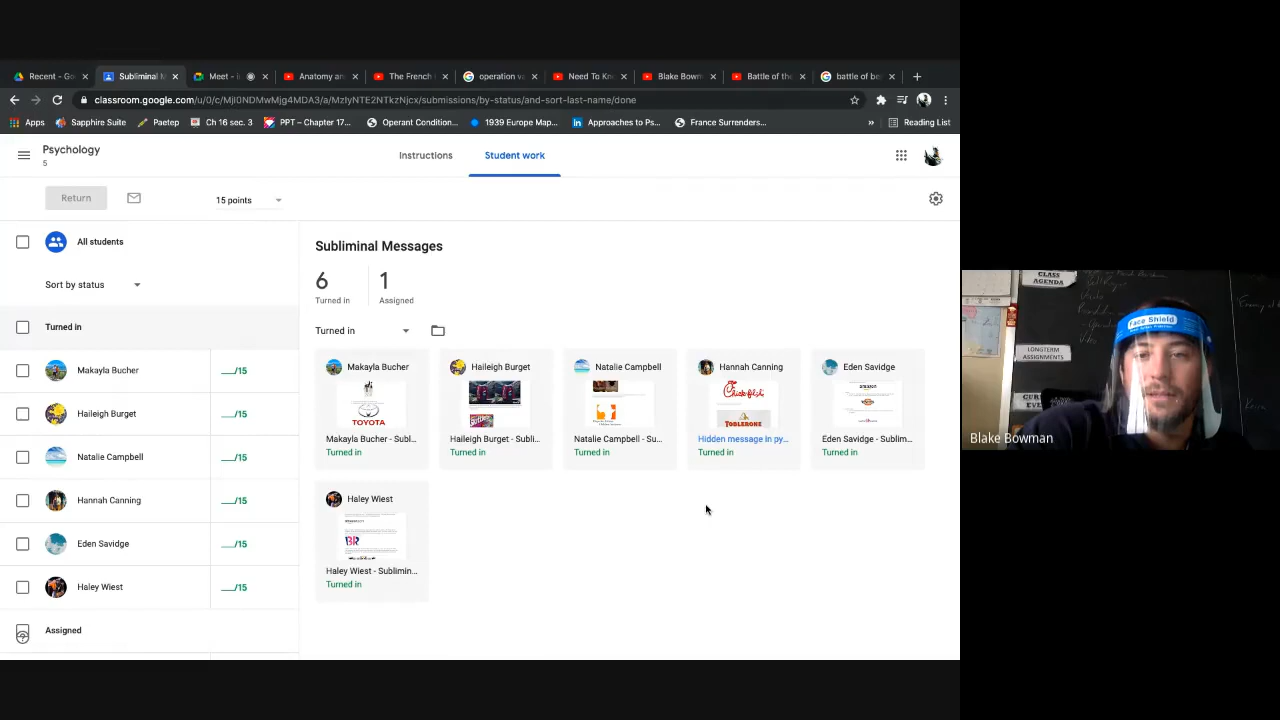 Recent - Go
Subliminal M
Meet - i
Anatomy an
The French
operation va
Need To Kn
Blake Bowm
Battle of the
battle of be
classroom.google.com/u/0/c/MjI0NDMwMjg4MDA3/a/MzIyNTE2NTkzNjcx/submissions/by-status/and-sort-last-name/done
Apps
Sapphire Suite
Paetep
Ch 16 sec. 3
PPT – Chapter 17...
Operant Condition...
1939 Europe Map...
Approaches to Ps...
France Surrenders...
»
Reading List
Psychology
5
Instructions
Student work
Return
15 points
All students
Sort by status
Turned in
Makayla Bucher
__/15
Haileigh Burget
__/15
Natalie Campbell
__/15
Hannah Canning
__/15
Eden Savidge
__/15
Haley Wiest
__/15
Assigned
Subliminal Messages
6
Turned in
1
Assigned
Turned in
Makayla Bucher
TOYOTA
Makayla Bucher - Subl...
Turned in
Haileigh Burget
Haileigh Burget - Subli...
Turned in
Natalie Campbell
Natalie Campbell - Su...
Turned in
Hannah Canning
Chick-fil-&
TOBLERONE
Hidden message in py...
Turned in
Eden Savidge
Eden Savidge - Sublim...
Turned in
Haley Wiest
BR
Haley Wiest - Sublimin...
Turned in
CLASS
AGENDA
LONGTERM
ASSIGNMENTS
Face Shield
Blake Bowman